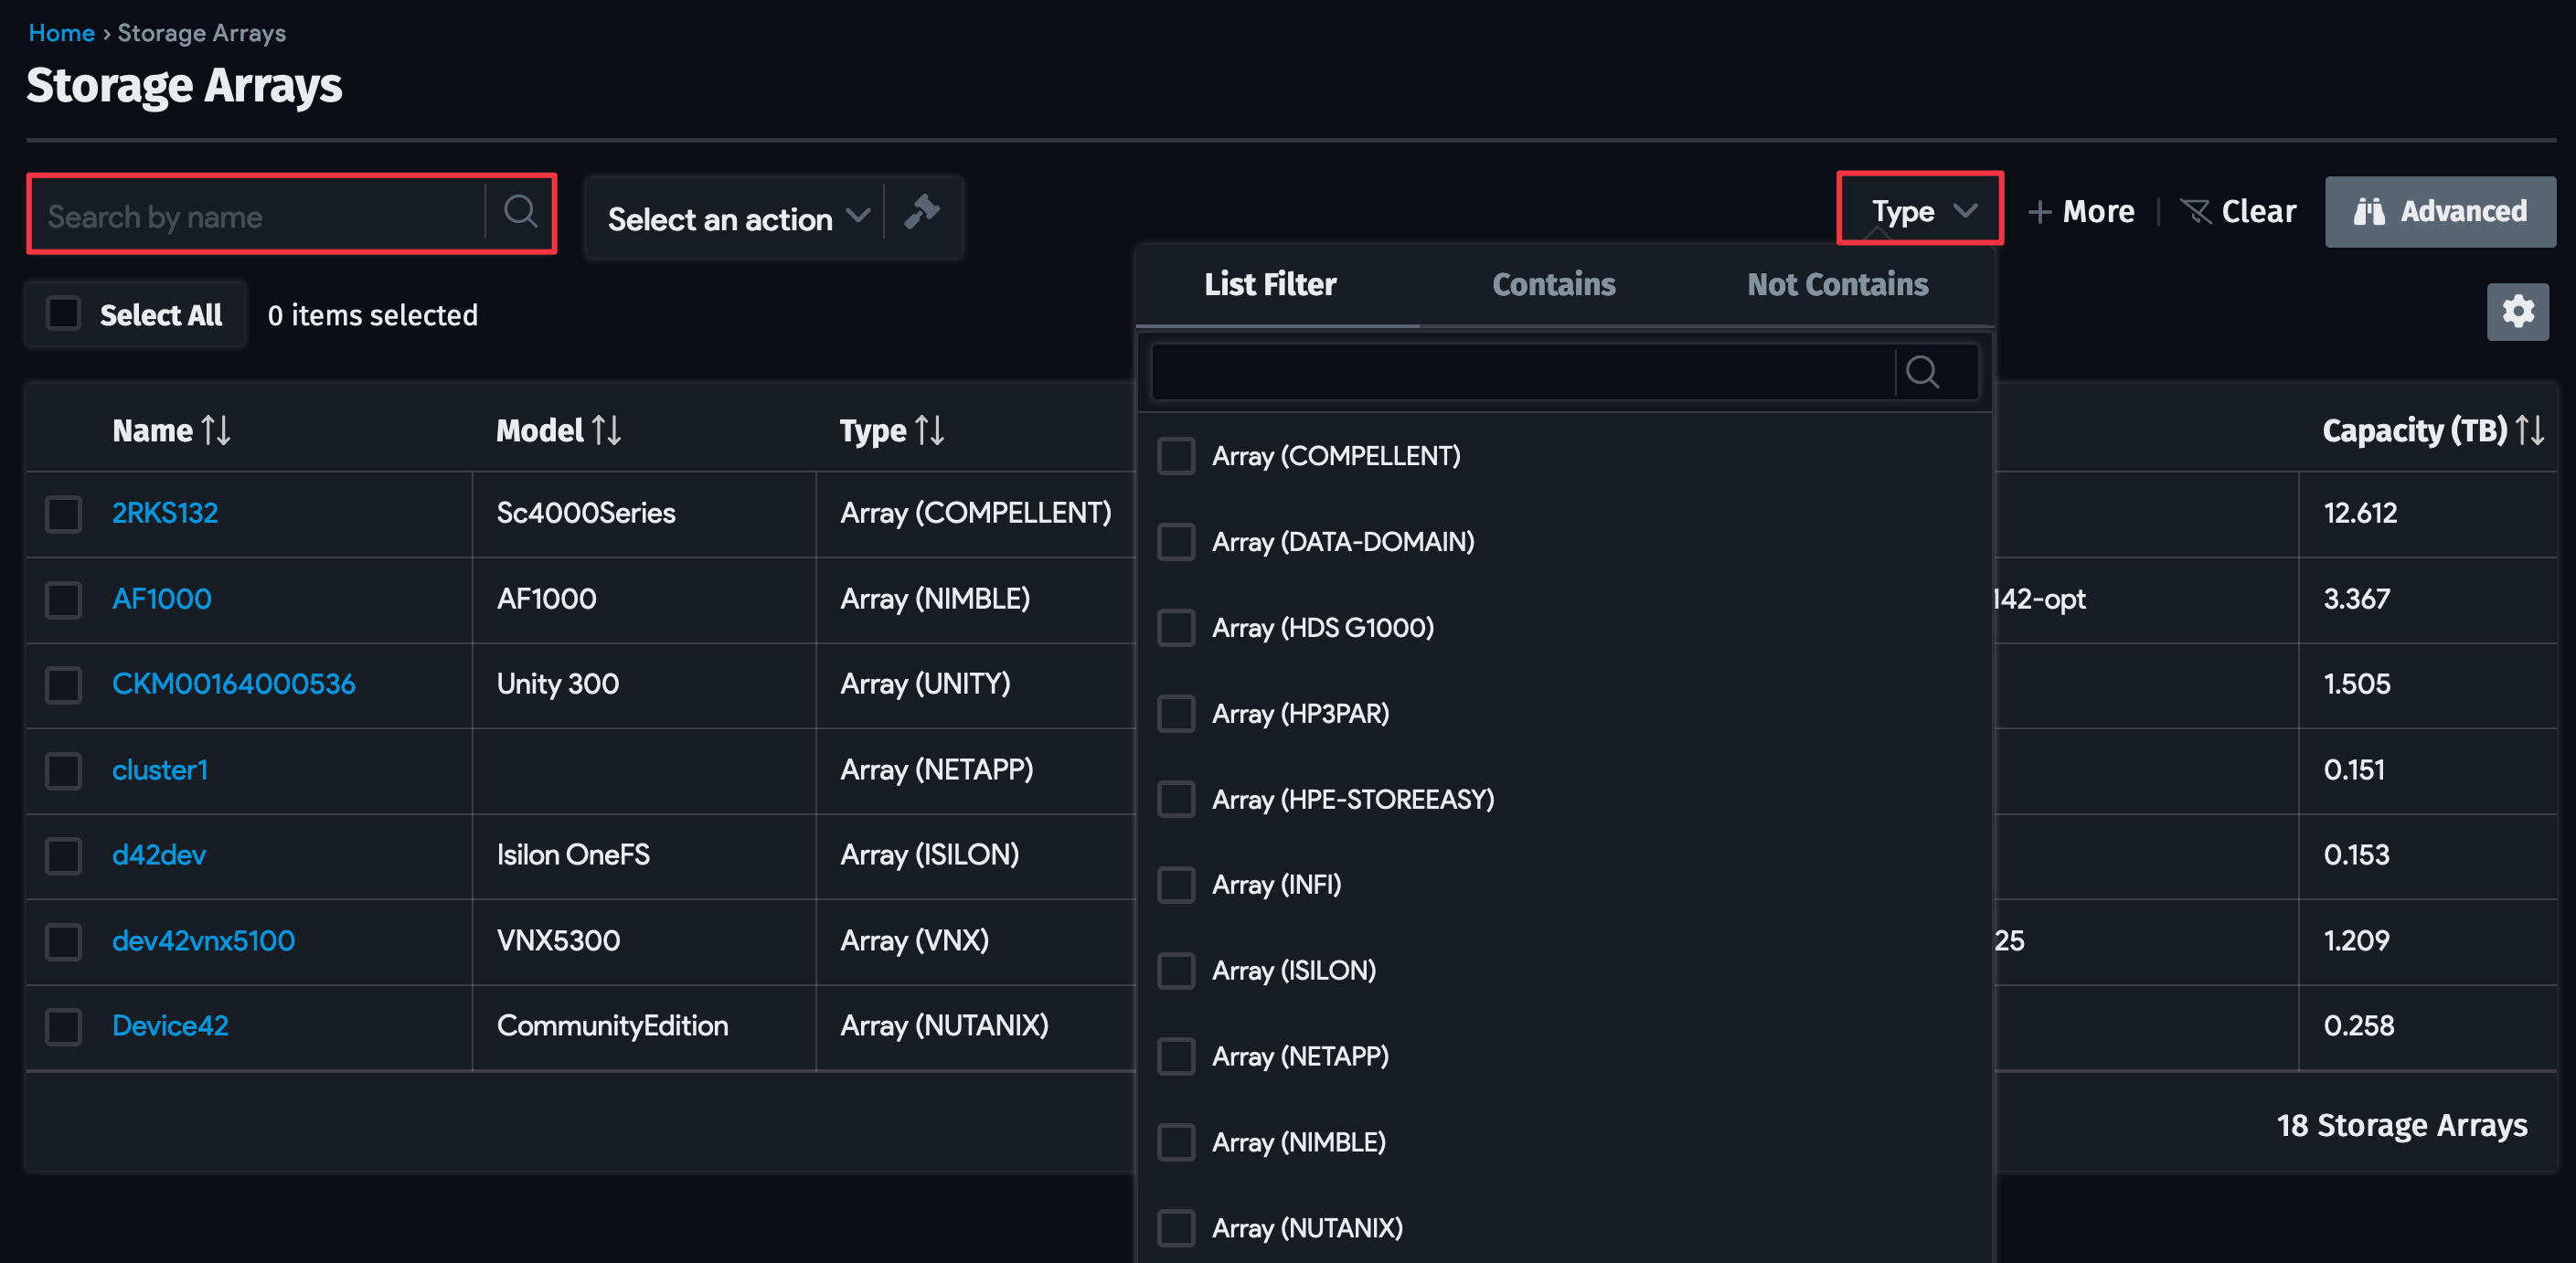 Home › Storage Arrays
Storage Arrays
Search by name
Select an action
Type
+ More
Clear
Advanced
Select All
0 items selected
List Filter
Contains
Not Contains
Name Model Type Capacity (TB)
2RKS132 Sc4000Series Array (COMPELLENT) 12.612
AF1000 AF1000 Array (NIMBLE) 142-opt 3.367
CKM00164000536 Unity 300 Array (UNITY) 1.505
cluster1 Array (NETAPP) 0.151
d42dev Isilon OneFS Array (ISILON) 0.153
dev42vnx5100 VNX5300 Array (VNX) 25 1.209
Device42 CommunityEdition Array (NUTANIX) 0.258
18 Storage Arrays
Array (COMPELLENT)
Array (DATA-DOMAIN)
Array (HDS G1000)
Array (HP3PAR)
Array (HPE-STOREEASY)
Array (INFI)
Array (ISILON)
Array (NETAPP)
Array (NIMBLE)
Array (NUTANIX)